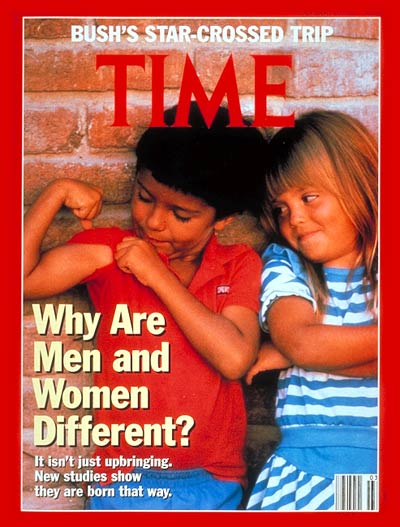 BUSH'S STAR-CROSSED TRIP
TIME
Why Are
Men and
Women
Different?
It isn't just upbringing.
New studies show
they are born that way.
03